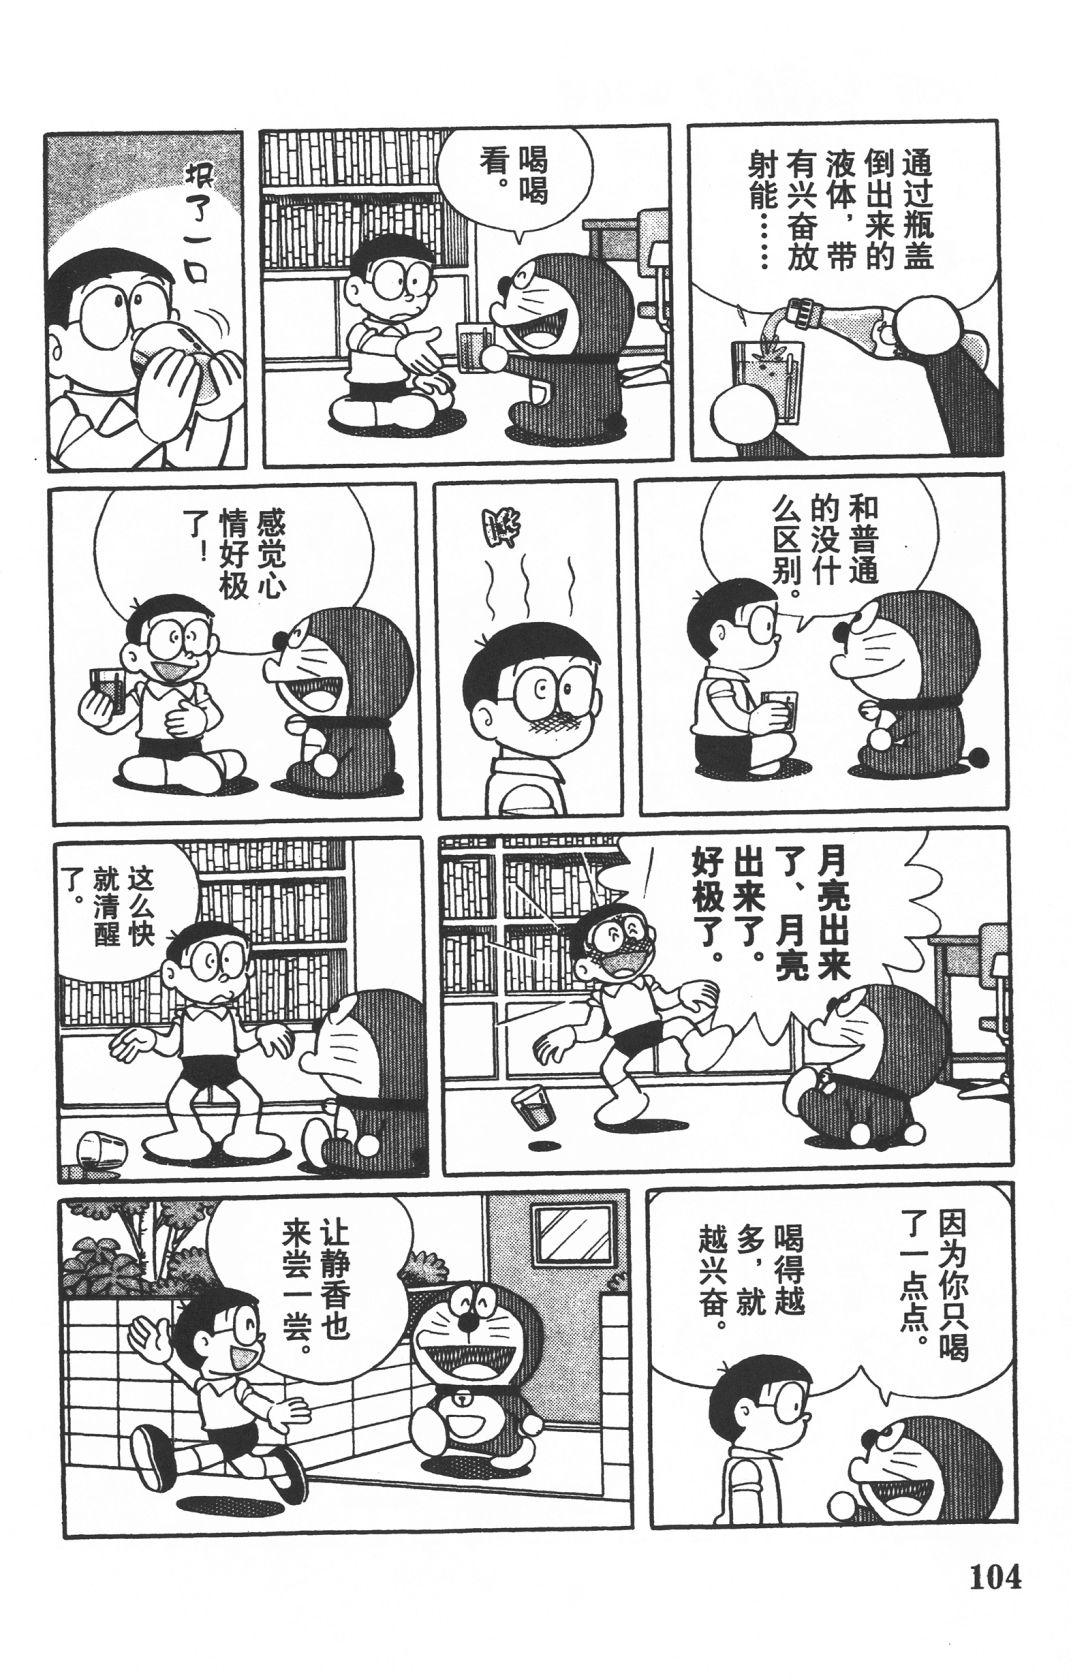 通过瓶盖
倒出来的
液体，带
有兴奋放
射能……
喝喝
看。
抿了一口
和普通
的没什
么区别。
感觉心
情好极
了！
月亮出来
了、月亮
出来了。
好极了。
这么快
就清醒
了。
因为你只喝
了一点点。
喝得越
多，就
越兴奋。
让静香也
来尝一尝。
104